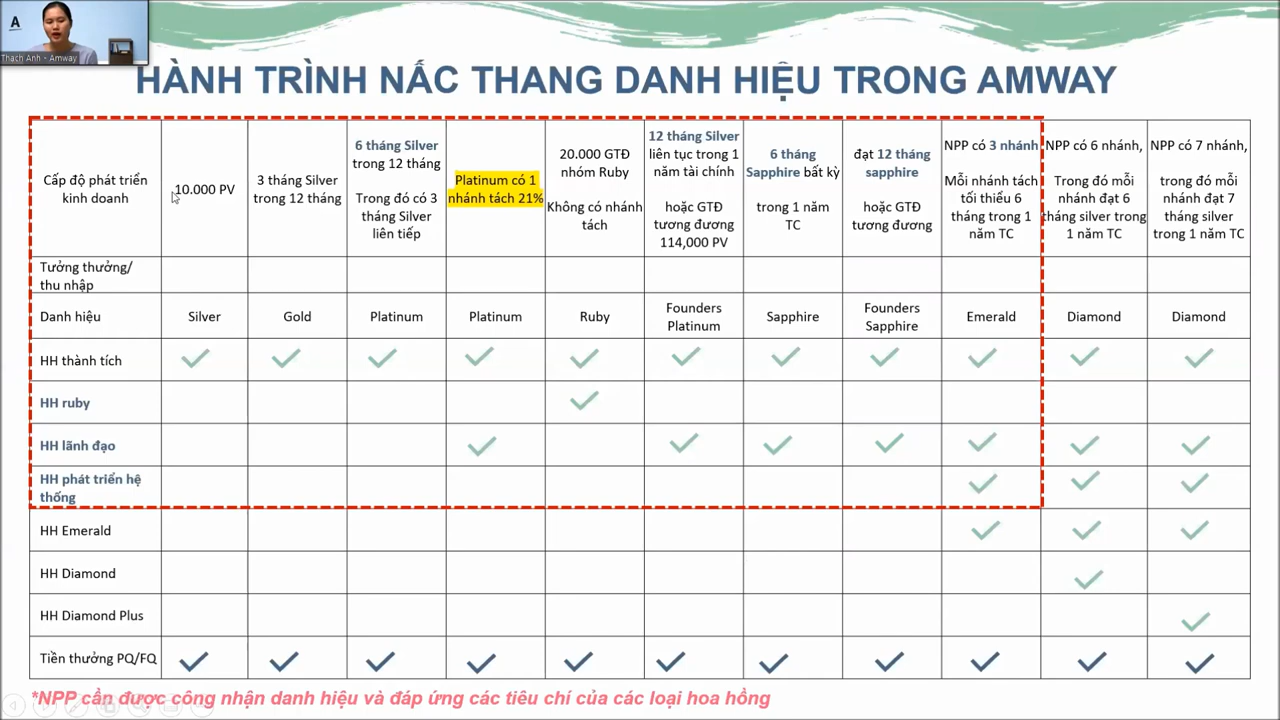 A
Thach Anh - Amway
HÀNH TRÌNH NẤC THANG DANH HIỆU TRONG AMWAY
Cấp độ phát triển
kinh doanh
10.000 PV
3 tháng Silver
trong 12 tháng
6 tháng Silver
trong 12 tháng
Trong đó có 3
tháng Silver
liên tiếp
Platinum có 1
nhánh tách 21%
20.000 GTĐ
nhóm Ruby
Không có nhánh
tách
12 tháng Silver
liên tục trong 1
năm tài chính
hoặc GTĐ
tương đương
114,000 PV
6 tháng
Sapphire bất kỳ
trong 1 năm
TC
đạt 12 tháng
sapphire
hoặc GTĐ
tương đương
NPP có 3 nhánh
Mỗi nhánh tách
tối thiểu 6
tháng trong 1
năm TC
NPP có 6 nhánh,
Trong đó mỗi
nhánh đạt 6
tháng silver trong
1 năm TC
NPP có 7 nhánh,
trong đó mỗi
nhánh đạt 7
tháng silver
trong 1 năm TC
Tưởng thưởng/
thu nhập
Danh hiệu
Silver
Gold
Platinum
Platinum
Ruby
Founders
Platinum
Sapphire
Founders
Sapphire
Emerald
Diamond
Diamond
HH thành tích
HH ruby
HH lãnh đạo
HH phát triển hệ
thống
HH Emerald
HH Diamond
HH Diamond Plus
Tiền thưởng PQ/FQ
*NPP cần được công nhận danh hiệu và đáp ứng các tiêu chí của các loại hoa hồng